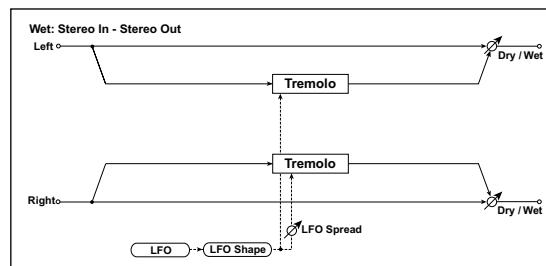 Wet: Stereo In - Stereo Out
Left
Dry / Wet
Tremolo
Tremolo
Right
Dry / Wet
LFO Spread
LFO
LFO Shape